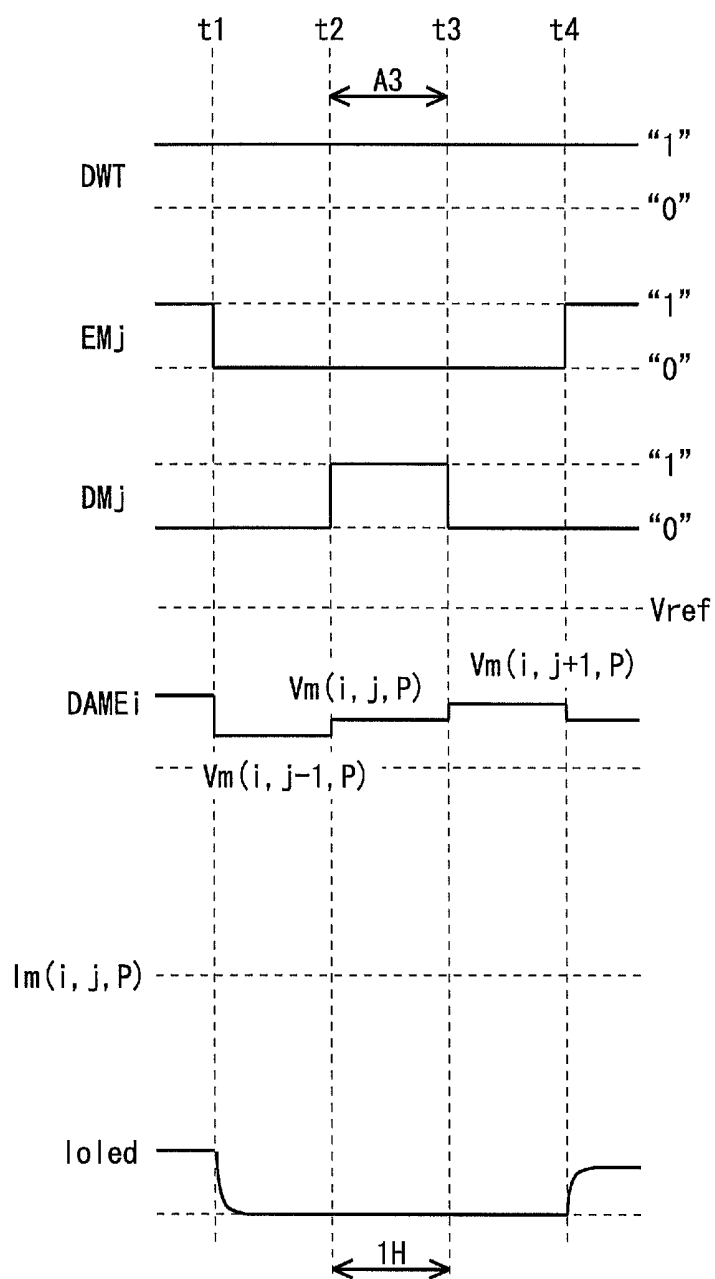 t1 t2 t3 t4
A3
DWT
“1”
“0”
EMj
“1”
“0”
DMj
“1”
“0”
Vref
DAMEi
Vm(i, j, P)
Vm(i, j+1, P)
Vm(i, j-1, P)
Im(i, j, P)
Ioled
1H